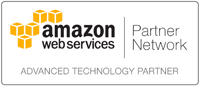 amazon
web services
Partner
Network
ADVANCED TECHNOLOGY PARTNER